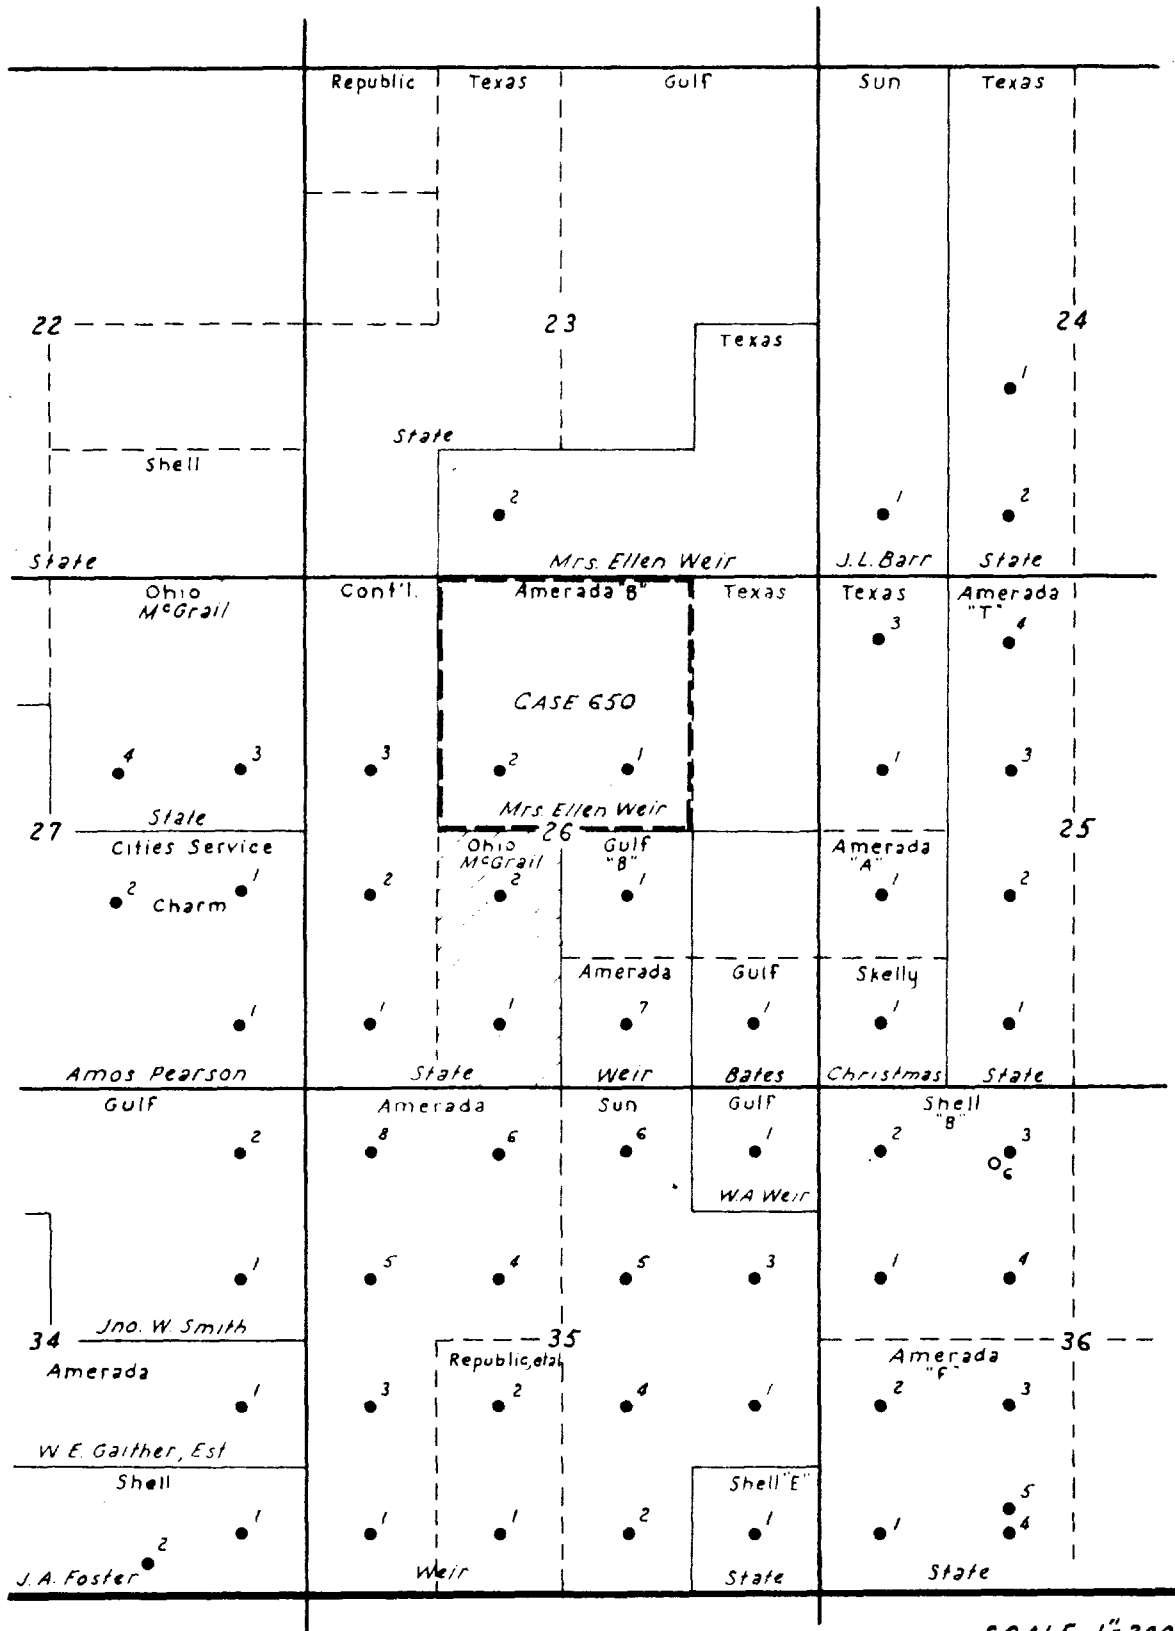 Republic Texas Gulf Sun Texas
22 23 24
Texas
1
State
Shell
2 1 2
State Mrs. Ellen Weir J.L. Barr State
Ohio Cont'l. Amerada "B" Texas Texas Amerada
McGrail "T"
3 4
CASE 650
4 3 3 2 1 1 3
State Mrs. Ellen Weir
27 26 25
Cities Service Ohio Gulf Amerada
McGrail "B" "A"
2 1 2 2 1 1 2
Charm
Amerada Gulf Skelly
1 1 1 7 1 1 1
Amos Pearson State Weir Bates Christmas State
Gulf Amerada Sun Gulf Shell
"B"
2 8 6 6 1 2 3
6
W.A Weir
1 5 4 5 3 1 4
Jno. W. Smith
34 35 36
Amerada Republic, etal Amerada
"F"
1 3 2 4 1 2 3
W E. Gaither, Est
Shell Shell "E"
5
1 1 1 2 1 1 4
2
J.A. Foster Weir State State